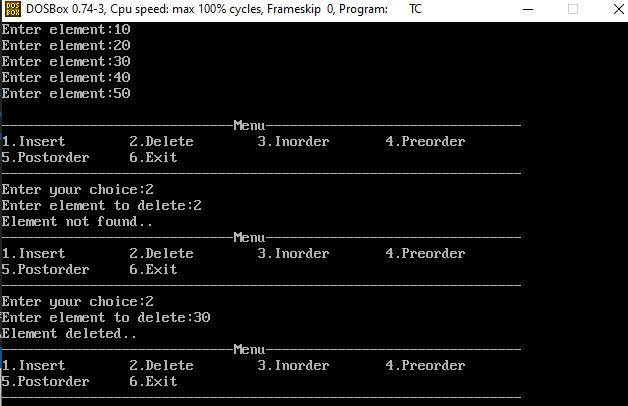 DOSBox 0.74-3, Cpu speed: max 100% cycles, Frameskip 0, Program: TC
Enter element:10
Enter element:20
Enter element:30
Enter element:40
Enter element:50
-----------------------------Menu--------------------------------
1.Insert 2.Delete 3.Inorder 4.Preorder
5.Postorder 6.Exit
-----------------------------------------------------------------
Enter your choice:2
Enter element to delete:2
Element not found..
-----------------------------Menu--------------------------------
1.Insert 2.Delete 3.Inorder 4.Preorder
5.Postorder 6.Exit
-----------------------------------------------------------------
Enter your choice:2
Enter element to delete:30
Element deleted..
-----------------------------Menu--------------------------------
1.Insert 2.Delete 3.Inorder 4.Preorder
5.Postorder 6.Exit
-----------------------------------------------------------------